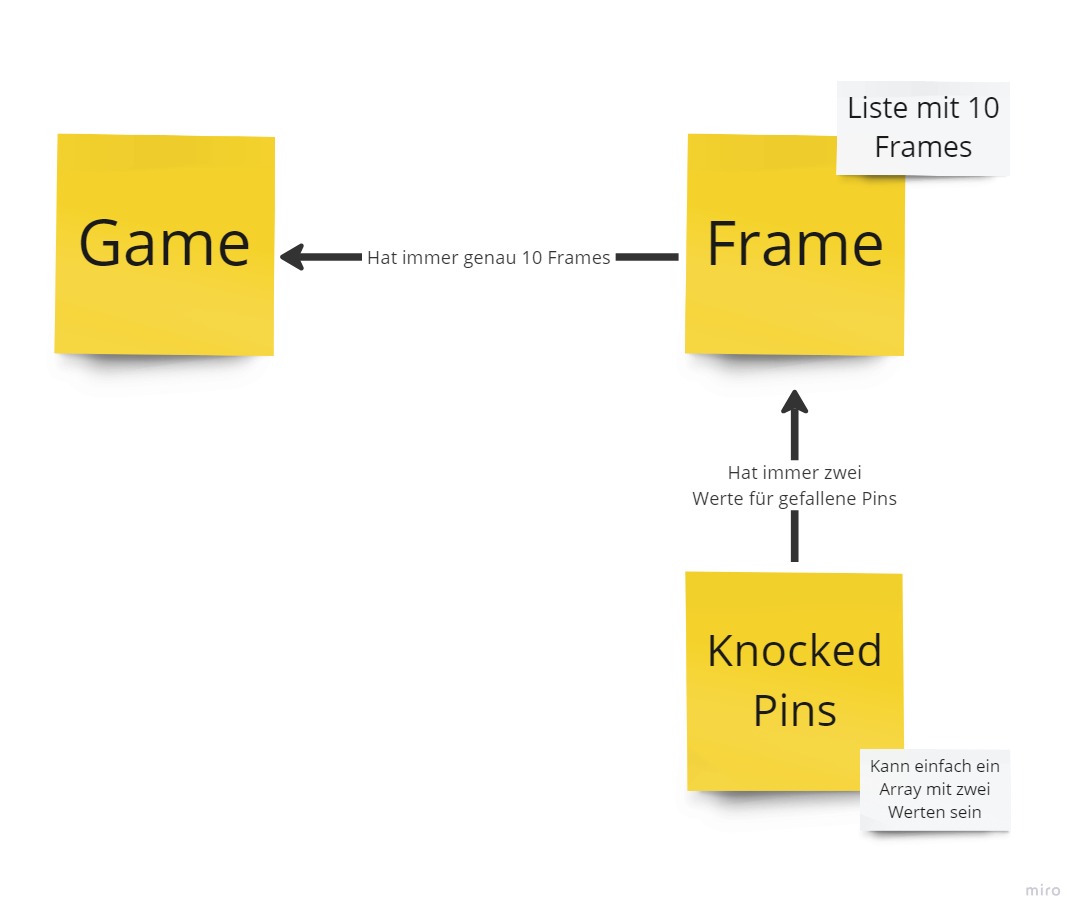 Liste mit 10
Frames
Game
Hat immer genau 10 Frames
Frame
Hat immer zwei
Werte für gefallene Pins
Knocked
Pins
Kann einfach ein
Array mit zwei
Werten sein
miro